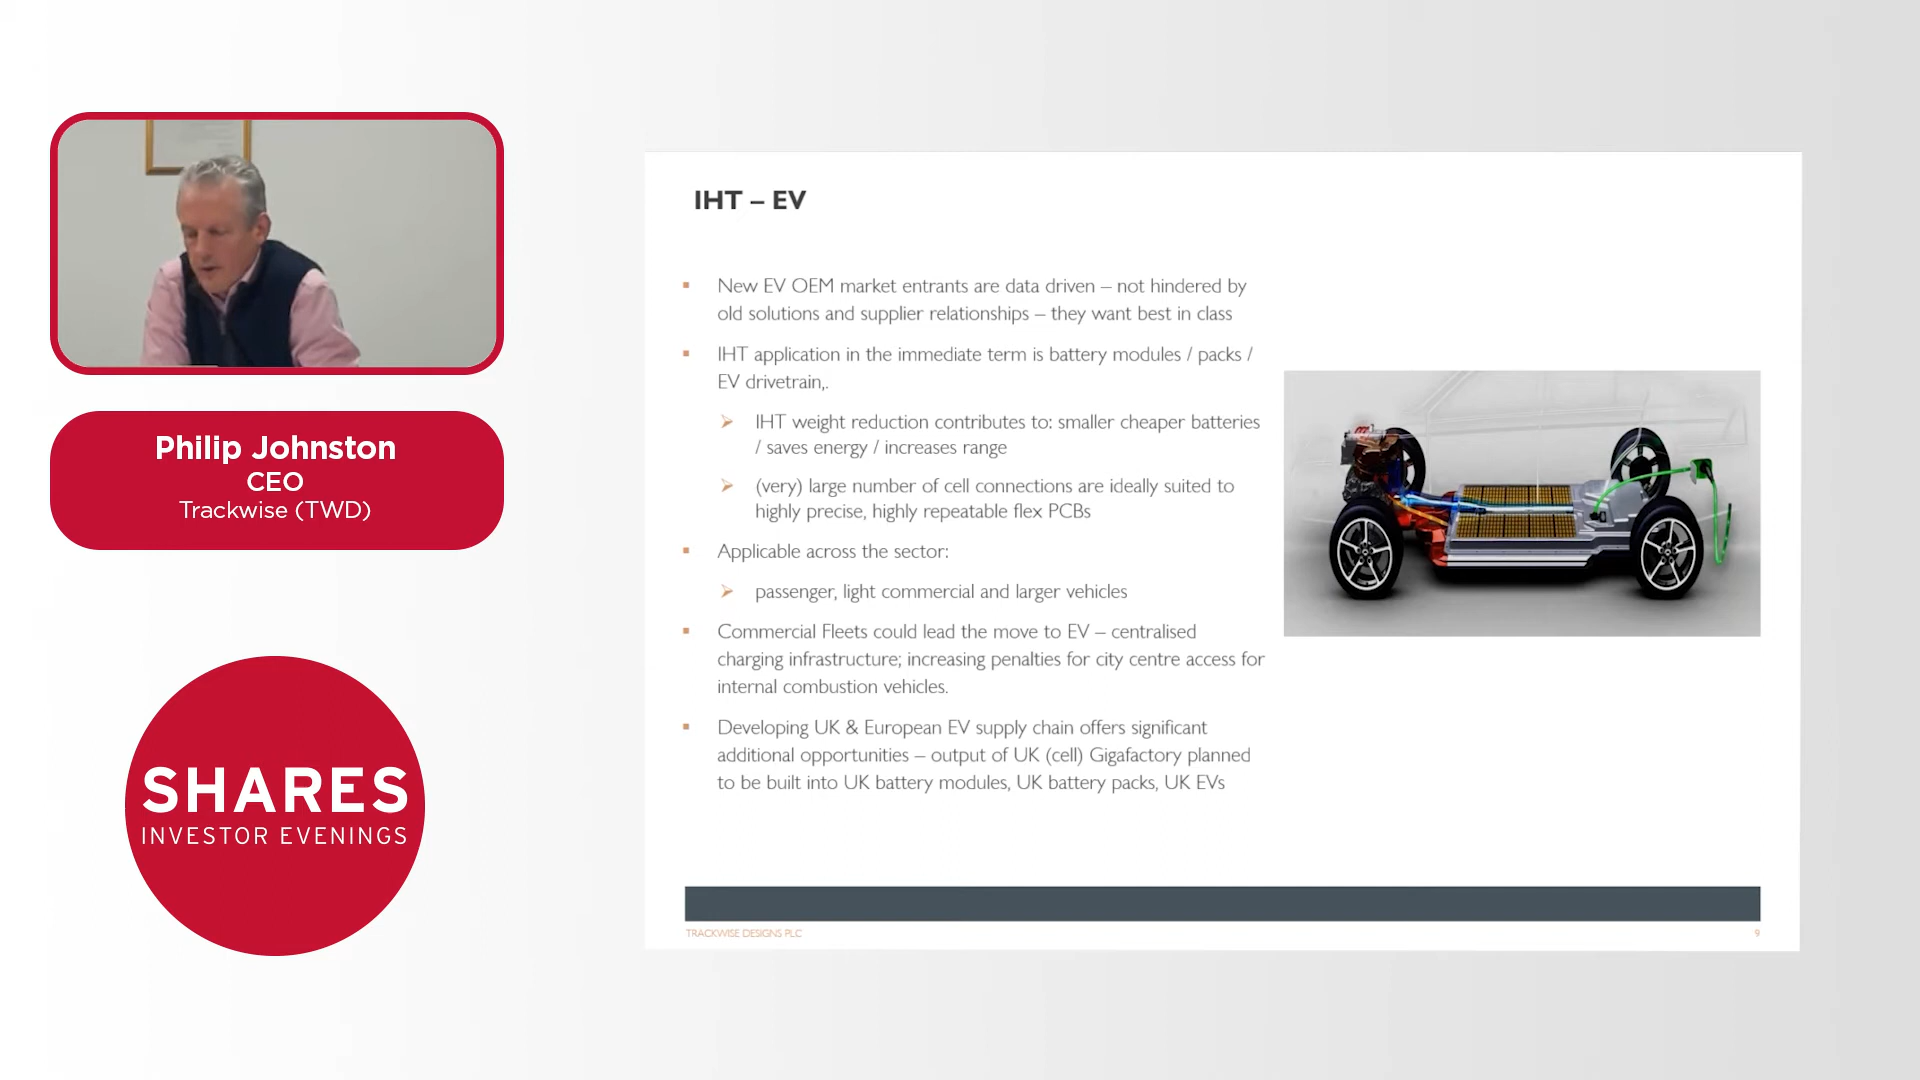 Philip Johnston
CEO
Trackwise (TWD)
SHARES
INVESTOR EVENINGS
IHT – EV
▪ New EV OEM market entrants are data driven – not hindered by
old solutions and supplier relationships – they want best in class
▪ IHT application in the immediate term is battery modules / packs /
EV drivetrain,.
➢ IHT weight reduction contributes to: smaller cheaper batteries
/ saves energy / increases range
➢ (very) large number of cell connections are ideally suited to
highly precise, highly repeatable flex PCBs
▪ Applicable across the sector:
➢ passenger, light commercial and larger vehicles
▪ Commercial Fleets could lead the move to EV – centralised
charging infrastructure; increasing penalties for city centre access for
internal combustion vehicles.
▪ Developing UK & European EV supply chain offers significant
additional opportunities – output of UK (cell) Gigafactory planned
to be built into UK battery modules, UK battery packs, UK EVs
TRACKWISE DESIGNS PLC
9